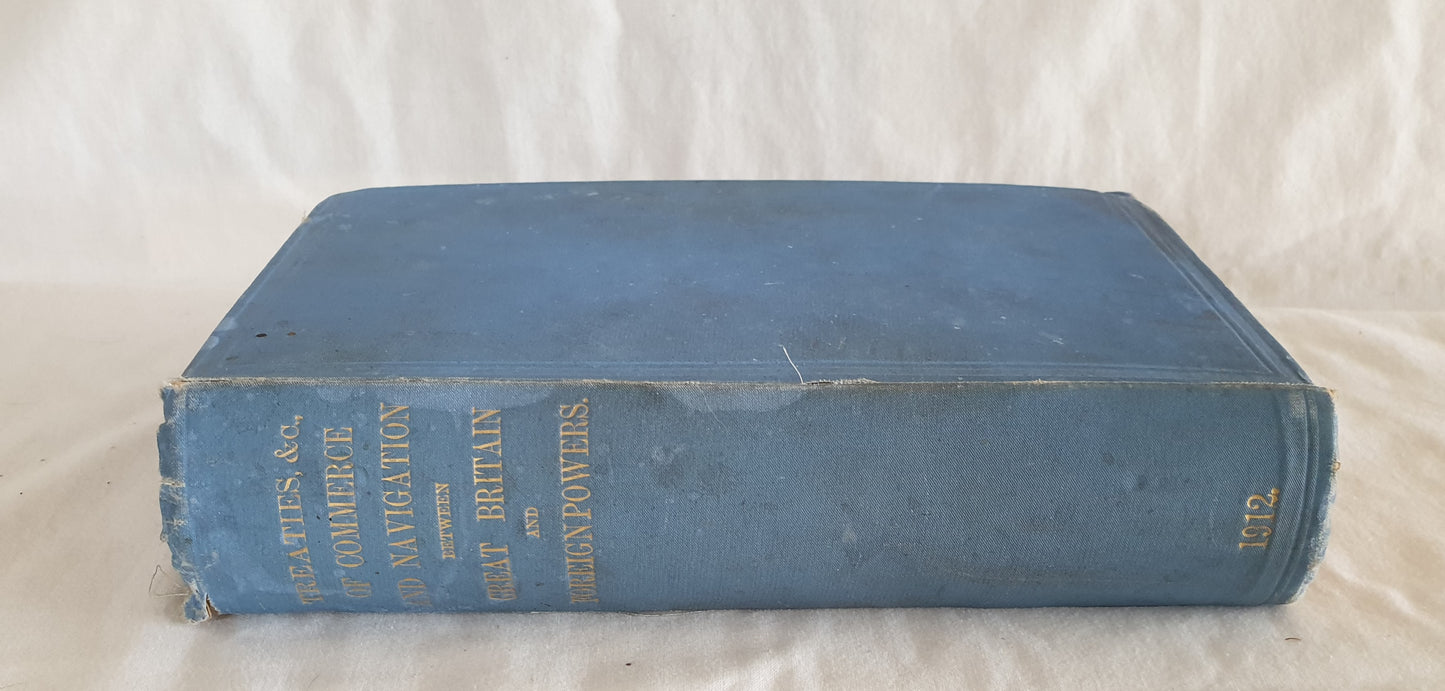 TREATIES, &c.,
OF COMMERCE
AND NAVIGATION
BETWEEN
GREAT BRITAIN
AND
FOREIGN POWERS.
1912.